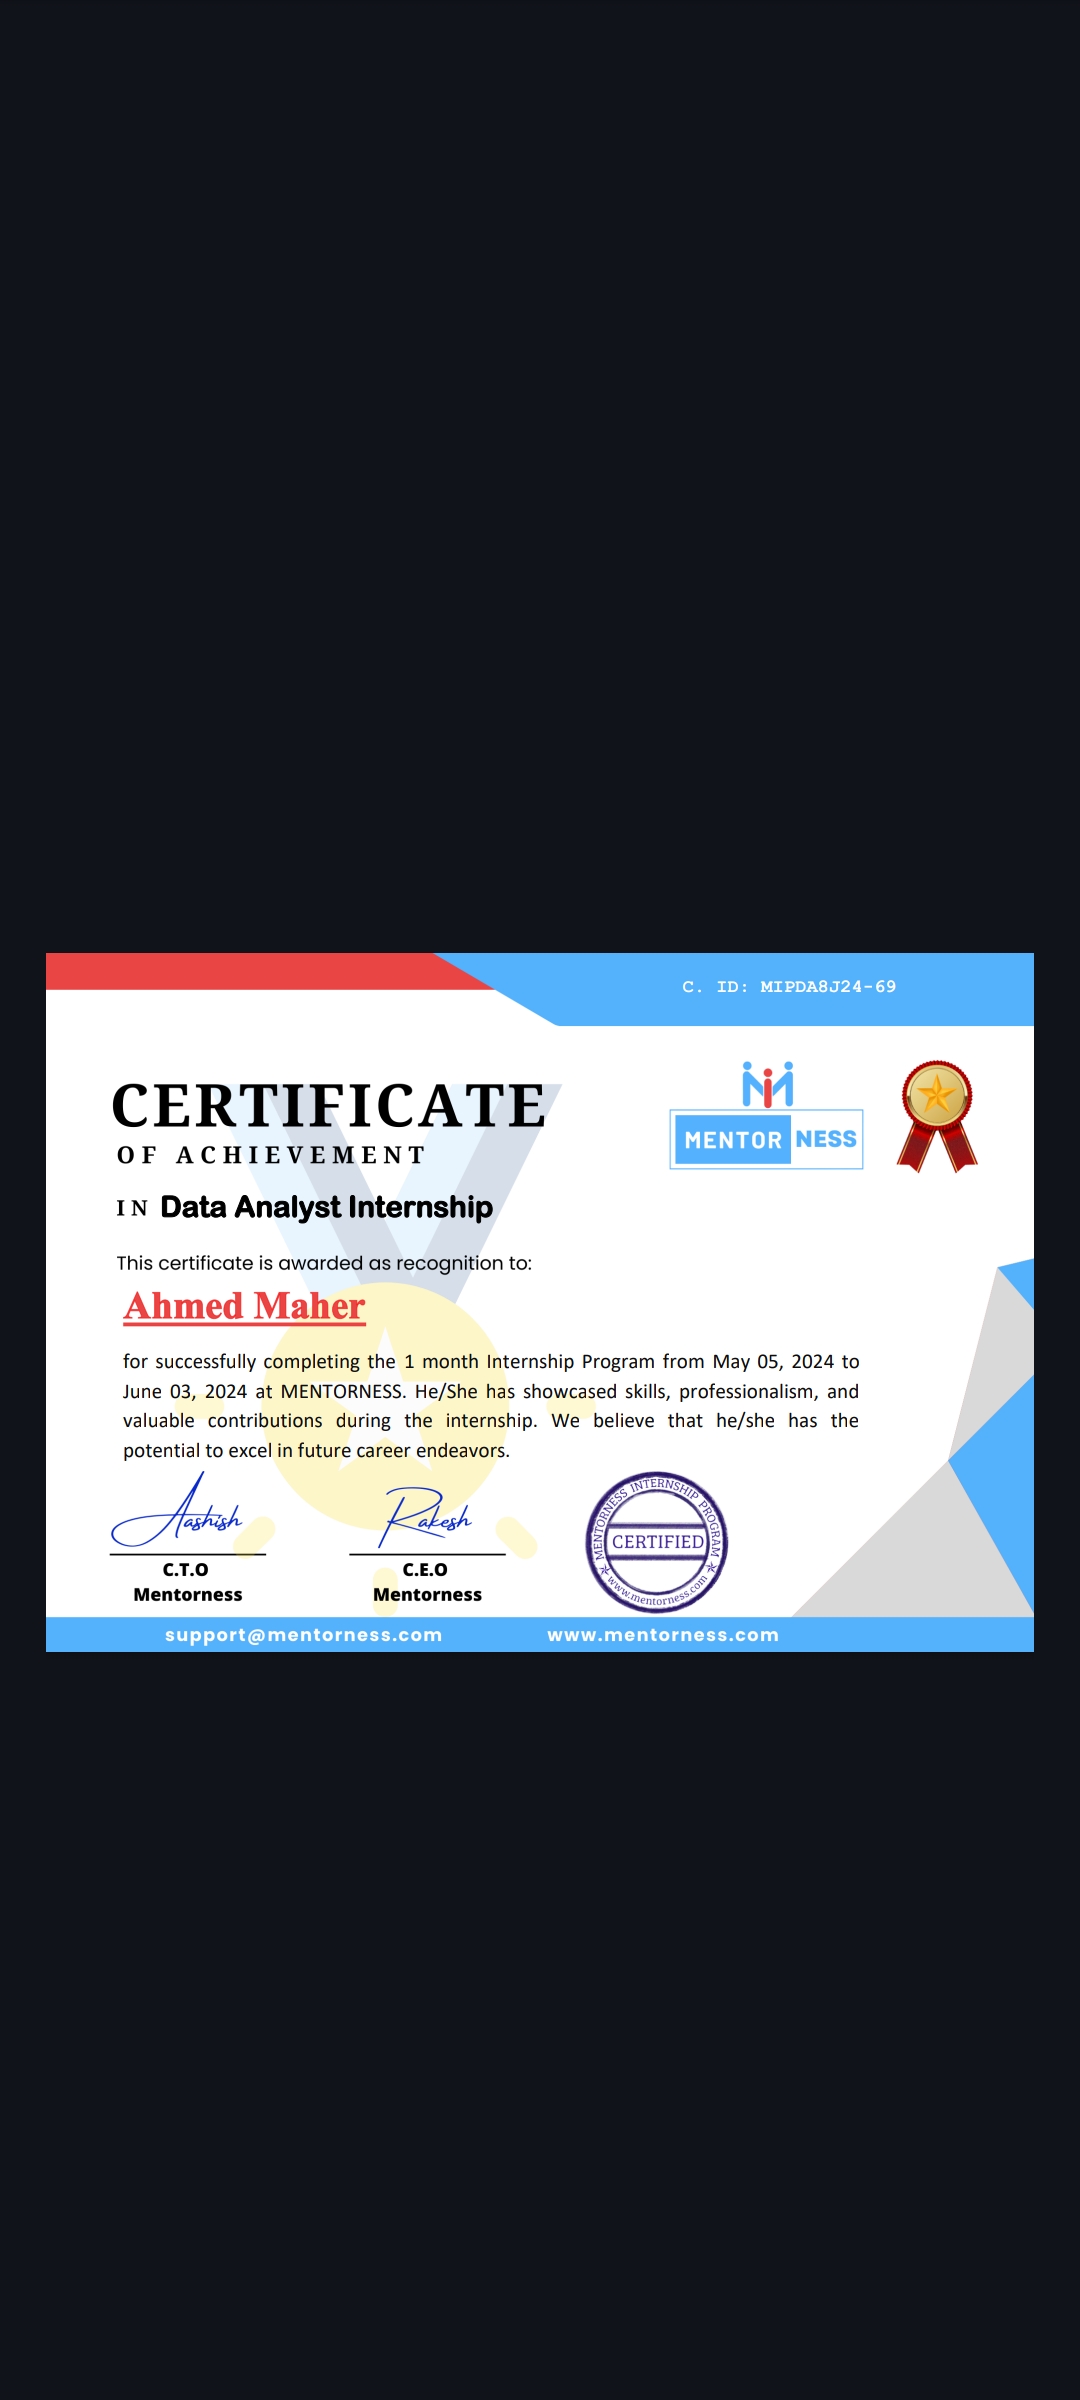 C. ID: MIPDA8J24-69
CERTIFICATE
OF ACHIEVEMENT
MENTOR NESS
IN Data Analyst Internship
This certificate is awarded as recognition to:
Ahmed Maher
for successfully completing the 1 month Internship Program from May 05, 2024 to
June 03, 2024 at MENTORNESS. He/She has showcased skills, professionalism, and
valuable contributions during the internship. We believe that he/she has the
potential to excel in future career endeavors.
Aashish
Rakesh
MENTORNESS INTERNSHIP PROGRAM
CERTIFIED
www.mentorness.com
C.T.O
Mentorness
C.E.O
Mentorness
support@mentorness.com
www.mentorness.com